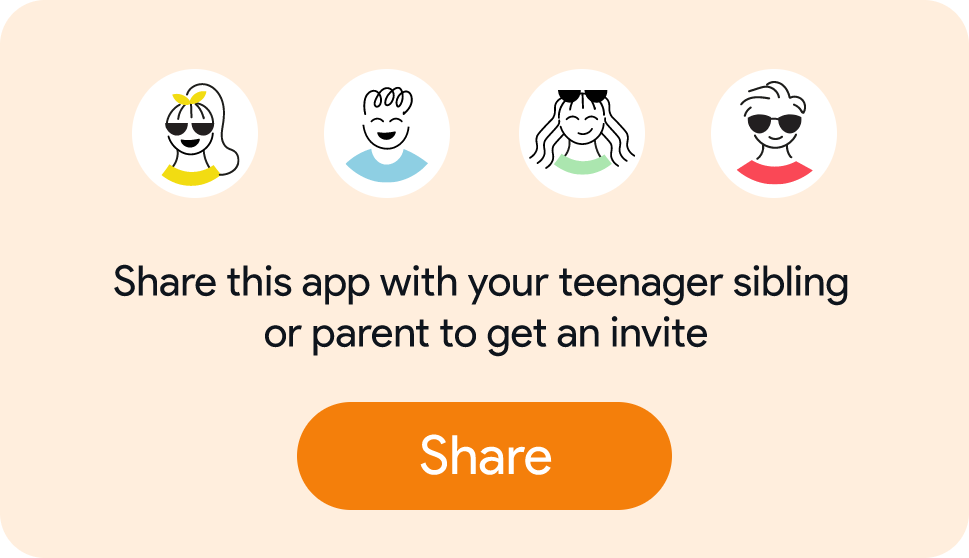 Share this app with your teenager sibling
or parent to get an invite
Share